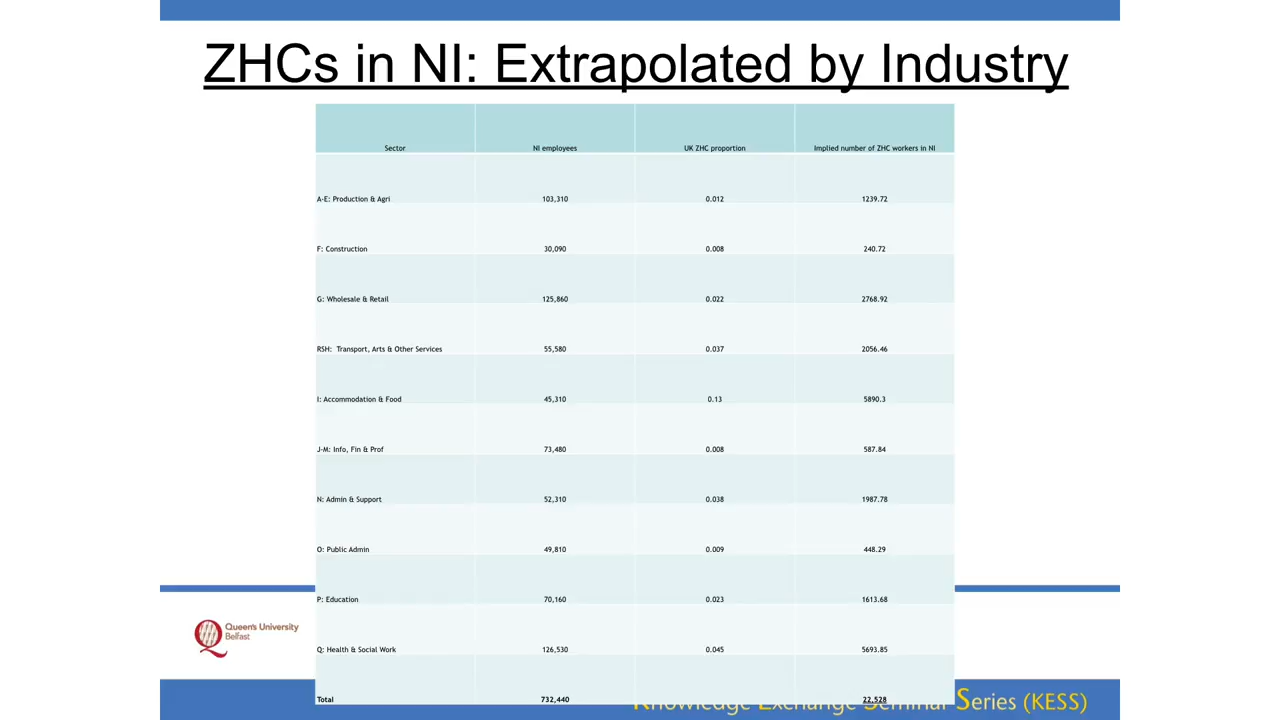 ZHCs in NI: Extrapolated by Industry
Sector NI employees UK ZHC proportion Implied number of ZHC workers in NI
A-E: Production & Agri 103,310 0.012 1239.72
F: Construction 30,090 0.008 240.72
G: Wholesale & Retail 125,860 0.022 2768.92
RSH: Transport, Arts & Other Services 55,580 0.037 2056.46
I: Accommodation & Food 45,310 0.13 5890.3
J-M: Info, Fin & Prof 73,480 0.008 587.84
N: Admin & Support 52,310 0.038 1987.78
O: Public Admin 49,810 0.009 448.29
P: Education 70,160 0.023 1613.68
Queen's University
Belfast
Q: Health & Social Work 126,530 0.045 5693.85
Total 732,440 22,528
Knowledge Exchange Seminar Series (KESS)